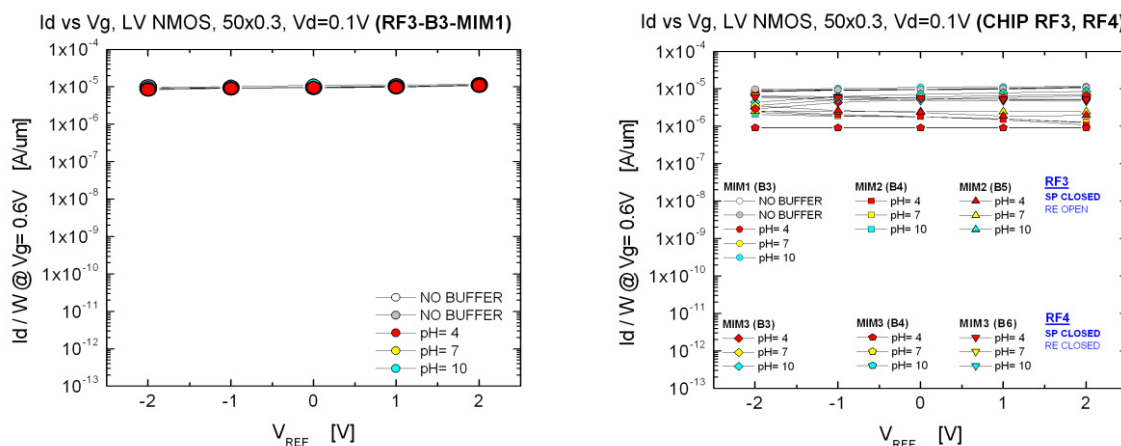 Id vs Vg, LV NMOS, 50x0.3, Vd=0.1V (RF3-B3-MIM1)
1x10⁻⁴
1x10⁻⁵
1x10⁻⁶
1x10⁻⁷
1x10⁻⁸
1x10⁻⁹
1x10⁻¹⁰
10⁻¹¹
10⁻¹²
10⁻¹³
Id / W @ Vg= 0.6V [A/um]
NO BUFFER
NO BUFFER
pH= 4
pH= 7
pH= 10
-2 -1 0 1 2
V_REF [V]
Id vs Vg, LV NMOS, 50x0.3, Vd=0.1V (CHIP RF3, RF4)
1x10⁻⁴
1x10⁻⁵
1x10⁻⁶
1x10⁻⁷
1x10⁻⁸
1x10⁻⁹
1x10⁻¹⁰
10⁻¹¹
10⁻¹²
10⁻¹³
Id / W @ Vg= 0.6V [A/um]
MIM1 (B3)
NO BUFFER
NO BUFFER
pH= 4
pH= 7
pH= 10
MIM2 (B4)
pH= 4
pH= 7
pH= 10
MIM2 (B5)
pH= 4
pH= 7
pH= 10
RF3
SP CLOSED
RE OPEN
MIM3 (B3)
pH= 4
pH= 7
pH= 10
MIM3 (B4)
pH= 4
pH= 7
pH= 10
MIM3 (B6)
pH= 4
pH= 7
pH= 10
RF4
SP CLOSED
RE CLOSED
-2 -1 0 1 2
V_REF [V]